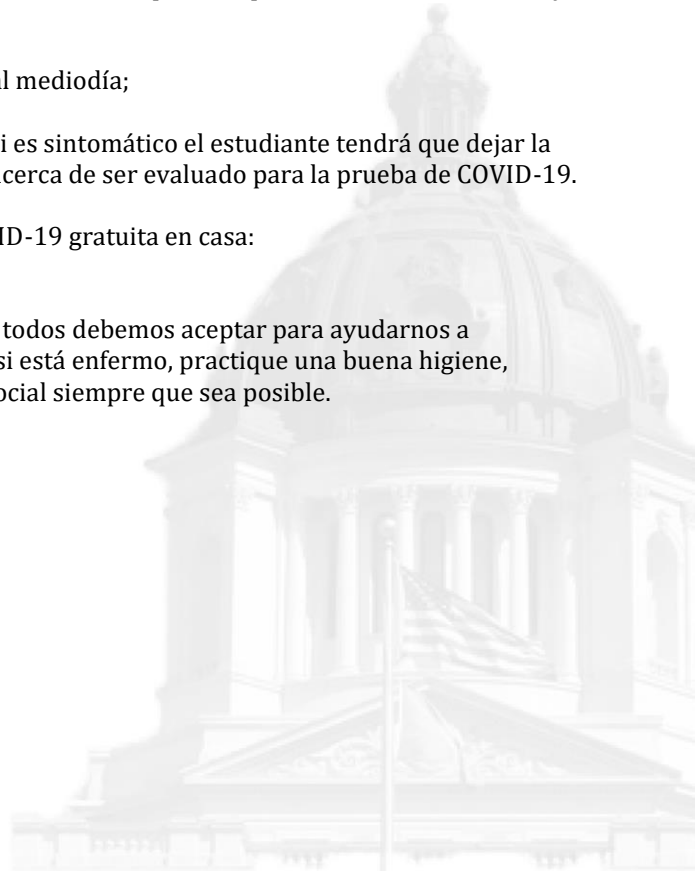 l mediodía;
i es sintomático el estudiante tendrá que dejar la
cerca de ser evaluado para la prueba de COVID-19.
ID-19 gratuita en casa:
todos debemos aceptar para ayudarnos a
si está enfermo, practique una buena higiene,
ocial siempre que sea posible.